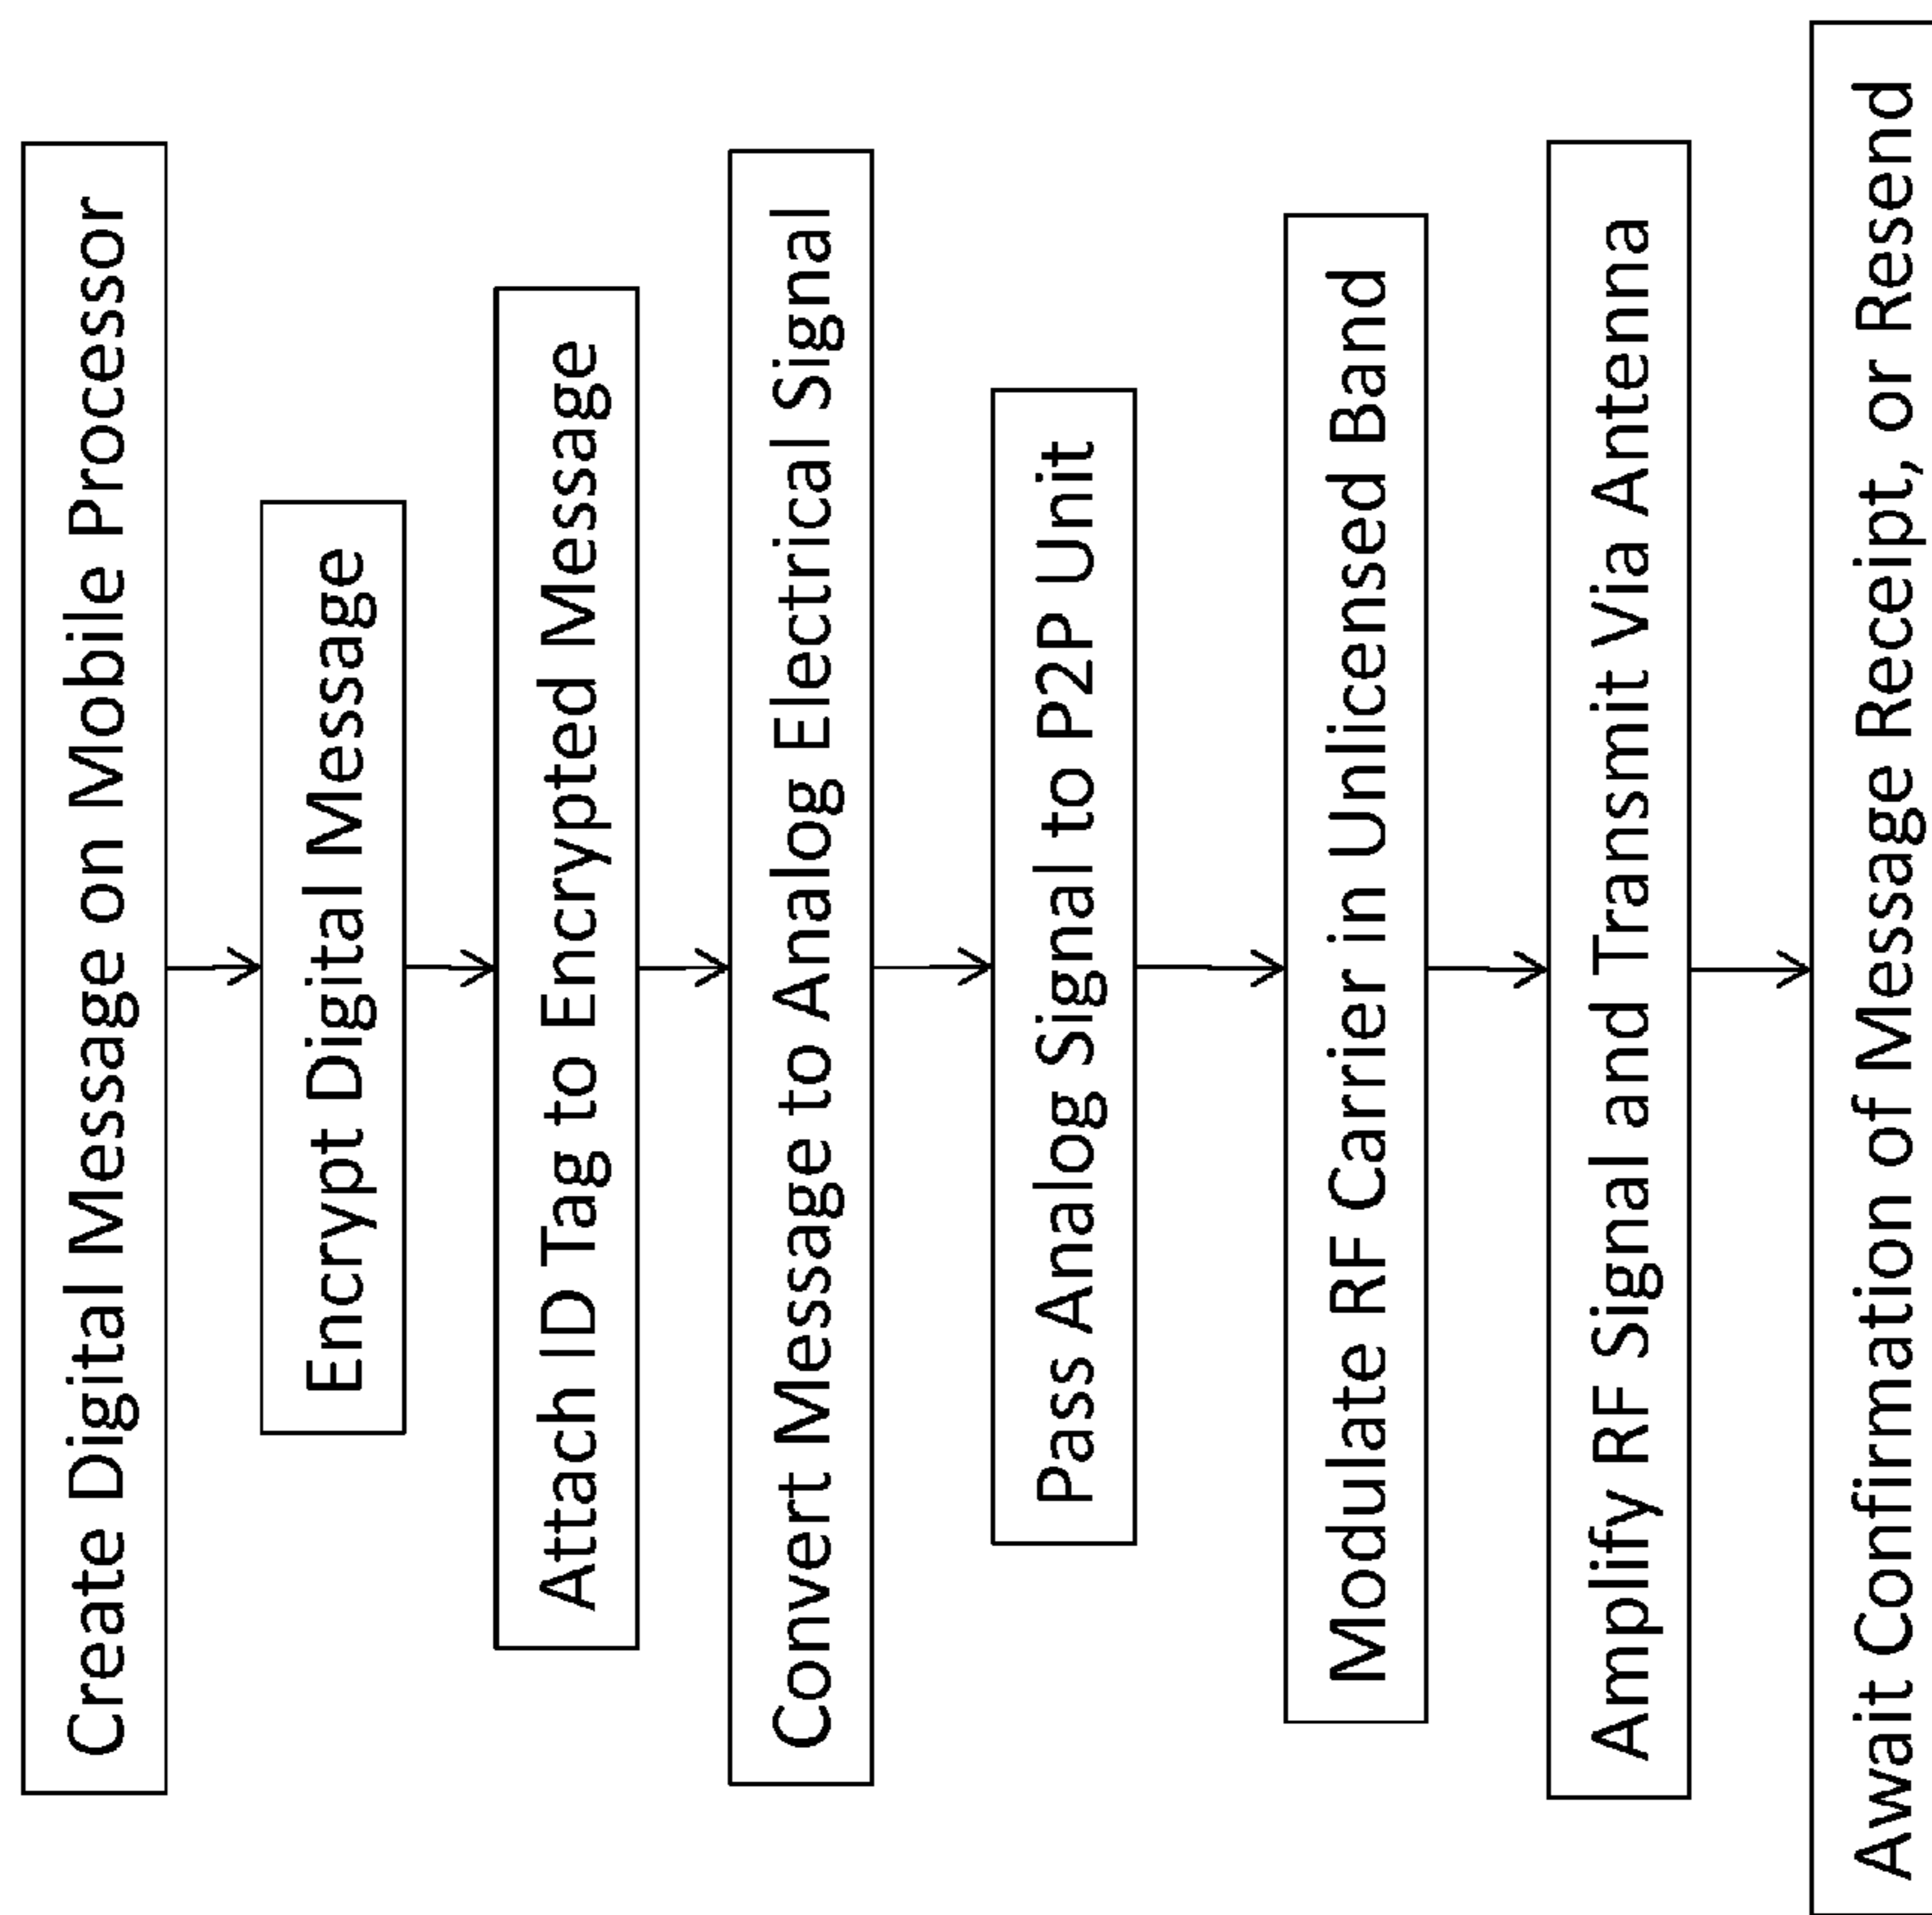 Create Digital Message on Mobile Processor
Encrypt Digital Message
Attach ID Tag to Encrypted Message
Convert Message to Analog Electrical Signal
Pass Analog Signal to P2P Unit
Modulate RF Carrier in Unlicensed Band
Amplify RF Signal and Transmit Via Antenna
Await Confirmation of Message Receipt, or Resend